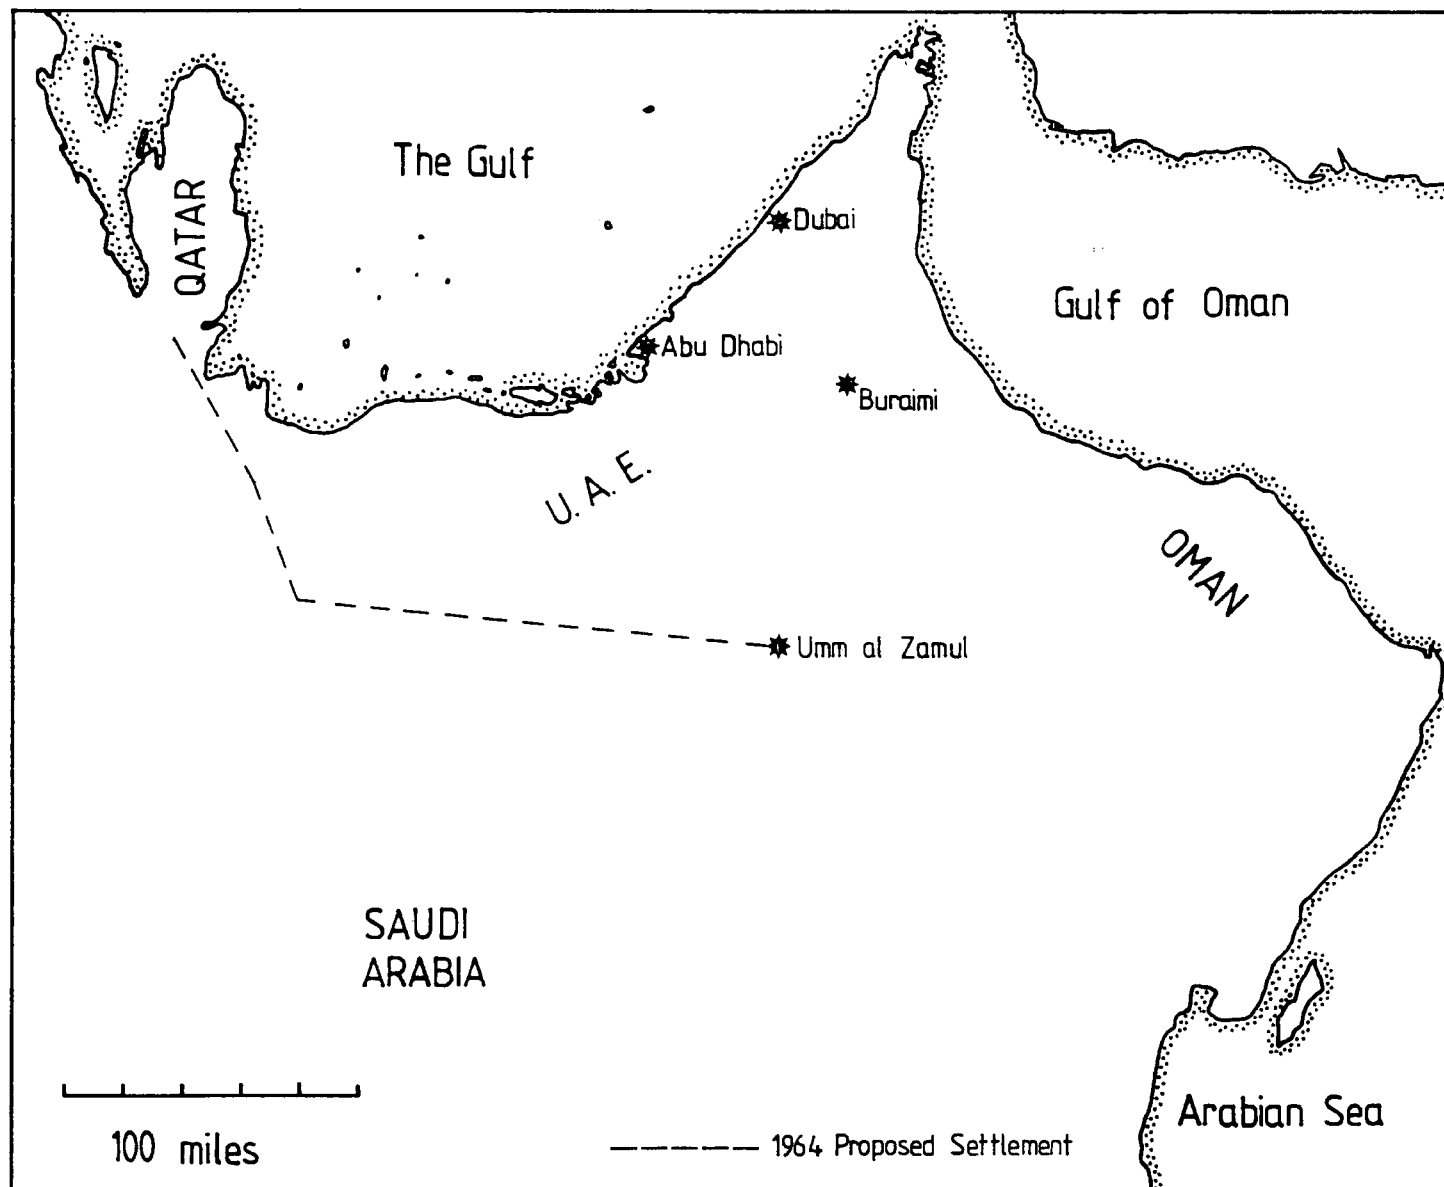 The Gulf
QATAR
Dubai
Gulf of Oman
Abu Dhabi
Buraimi
U. A. E.
OMAN
Umm al Zamul
SAUDI
ARABIA
Arabian Sea
100 miles
1964 Proposed Settlement